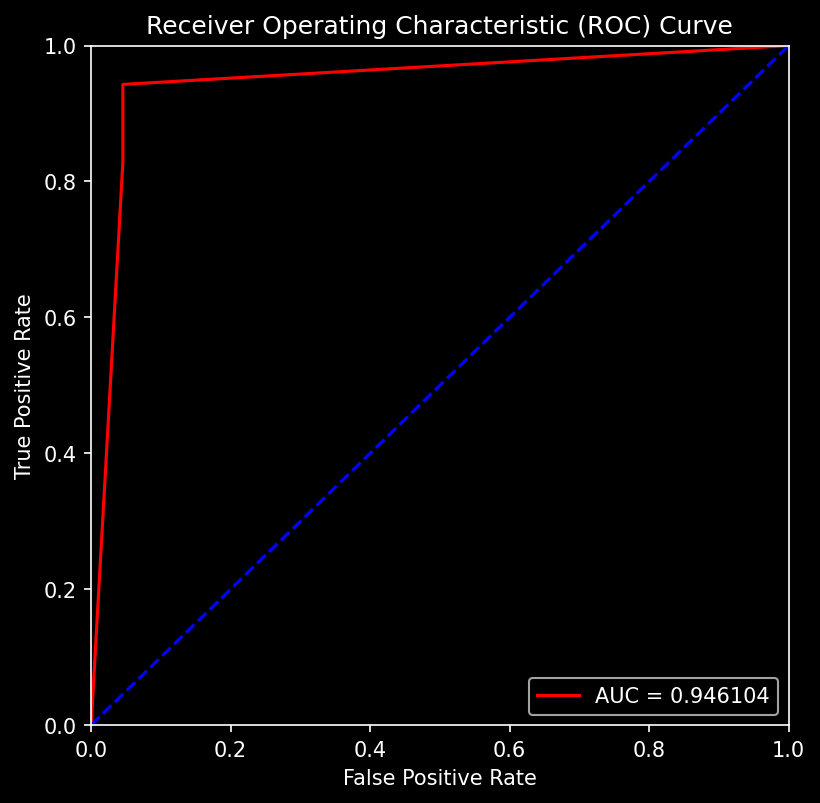 Receiver Operating Characteristic (ROC) Curve
1.0
0.8
0.6
0.4
0.2
0.0
True Positive Rate
AUC = 0.946104
0.0 0.2 0.4 0.6 0.8 1.0
False Positive Rate